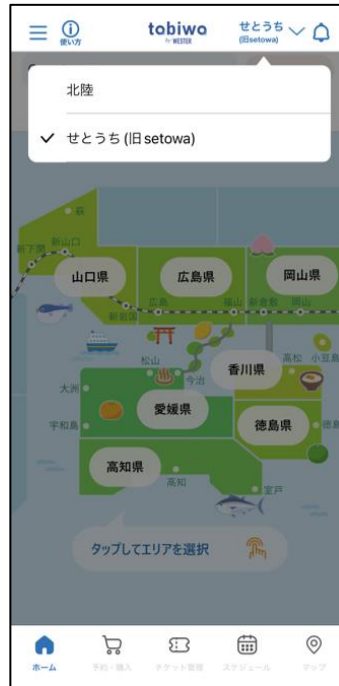 使い方
tabiwa
by WESTER
せとうち
(旧setowa)
北陸
せとうち (旧 setowa)
萩
新下関
新山口
山口県
広島県
岡山県
新岩国
広島
福山
新倉敷
岡山
松山
今治
香川県
高松
小豆島
大洲
愛媛県
宇和島
徳島県
徳島
高知県
高知
室戸
タップしてエリアを選択
ホーム
予約・購入
チケット管理
スケジュール
マップ